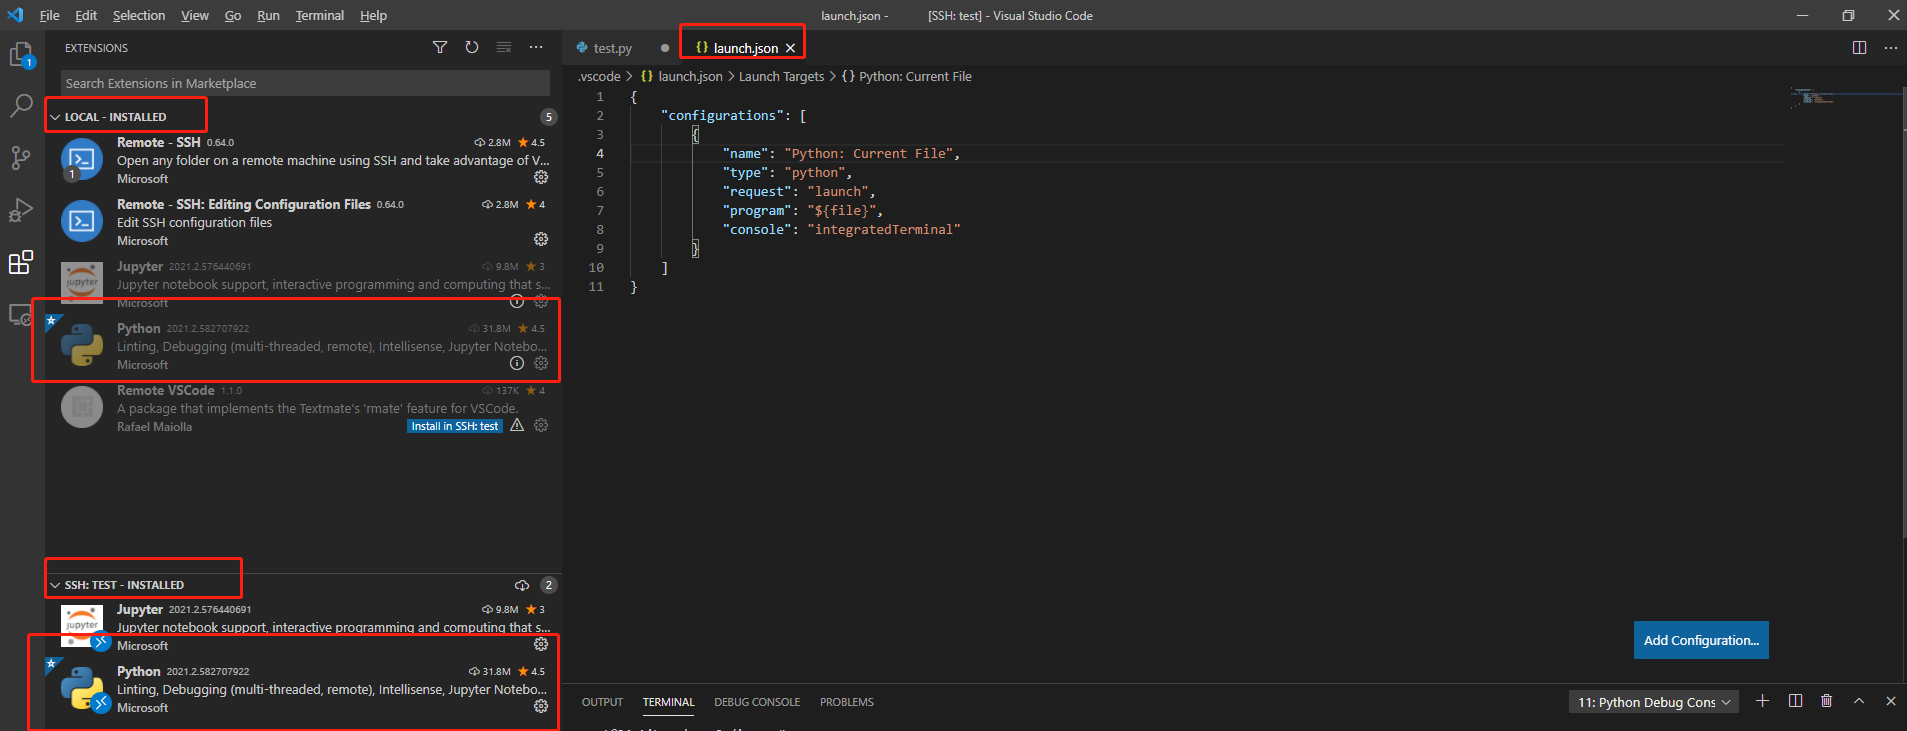 File Edit Selection View Go Run Terminal Help
launch.json - [SSH: test] - Visual Studio Code
1
EXTENSIONS
Search Extensions in Marketplace
LOCAL - INSTALLED 5
Remote - SSH 0.64.0 2.8M 4.5
Open any folder on a remote machine using SSH and take advantage of V...
1
Microsoft
Remote - SSH: Editing Configuration Files 0.64.0 2.8M 4
Edit SSH configuration files
Microsoft
Jupyter 2021.2.576440691 9.8M 3
jupyter
Jupyter notebook support, interactive programming and computing that s...
Microsoft
Python 2021.2.582707922 31.8M 4.5
Linting, Debugging (multi-threaded, remote), Intellisense, Jupyter Notebo...
Microsoft
Remote VSCode 1.1.0 137K 4
A package that implements the Textmate's 'rmate' feature for VSCode.
Rafael Maiolla Install in SSH: test
SSH: TEST - INSTALLED 2
Jupyter 2021.2.576440691 9.8M 3
jupyter
Jupyter notebook support, interactive programming and computing that s...
Microsoft
Python 2021.2.582707922 31.8M 4.5
Linting, Debugging (multi-threaded, remote), Intellisense, Jupyter Notebo...
Microsoft
test.py {} launch.json
.vscode > {} launch.json > Launch Targets > {} Python: Current File
1 {
2 "configurations": [
3 {
4 "name": "Python: Current File",
5 "type": "python",
6 "request": "launch",
7 "program": "${file}",
8 "console": "integratedTerminal"
9 }
10 ]
11 }
Add Configuration...
OUTPUT TERMINAL DEBUG CONSOLE PROBLEMS
11: Python Debug Cons